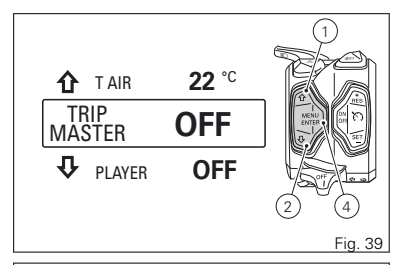 1
T AIR 22 °C
TRIP
MASTER
OFF
PLAYER OFF
MENU
ENTER
ON
OFF
+
RES
SET
−
OFF
2
4
Fig. 39